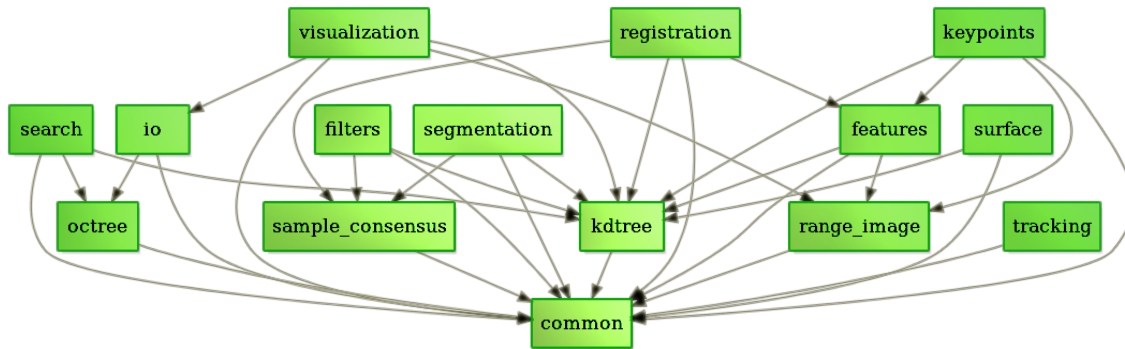 visualization
registration
keypoints
search
io
filters
segmentation
features
surface
octree
sample_consensus
kdtree
range_image
tracking
common